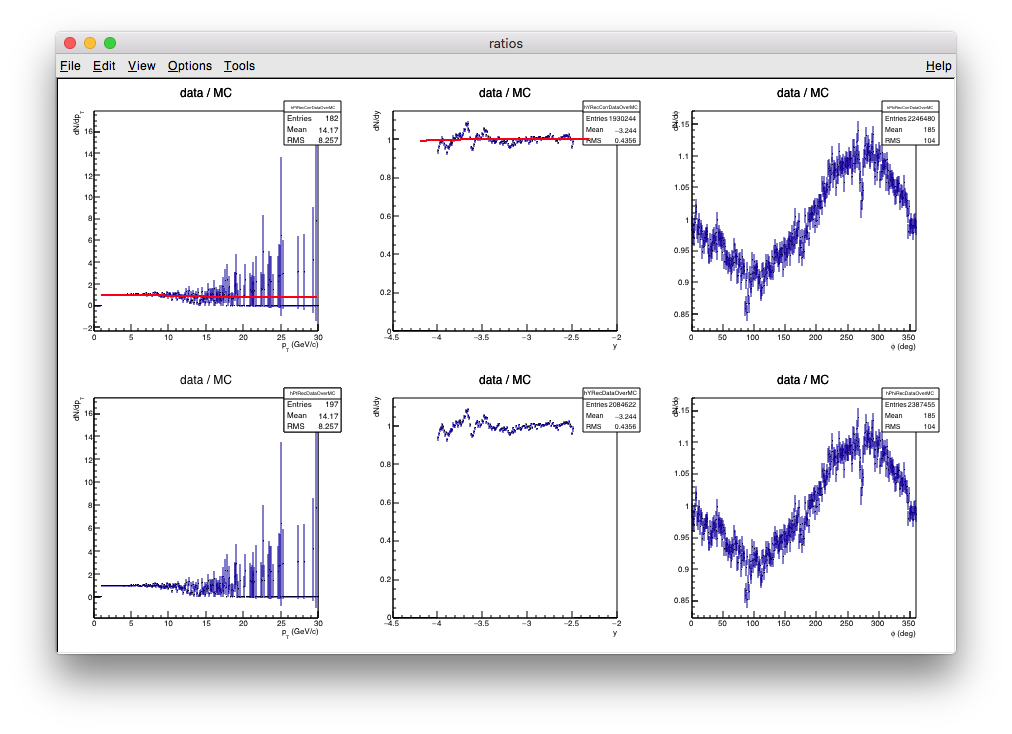 ratios
File Edit View Options Tools Help
data / MC
dN/dp_T
hPtRecCorrDataOverMC
Entries 182
Mean 14.17
RMS 8.257
16
14
12
10
8
6
4
2
0
−2
0 5 10 15 20 25 30
p_T (GeV/c)
data / MC
dN/dy
hYRecCorrDataOverMC
Entries 1930244
Mean −3.244
RMS 0.4356
1
0.8
0.6
0.4
0.2
0
−4.5 −4 −3.5 −3 −2.5 −2
y
data / MC
dN/dφ
hPhiRecCorrDataOverMC
Entries 2246480
Mean 185
RMS 104
1.15
1.1
1.05
1
0.95
0.9
0.85
0 50 100 150 200 250 300 350
φ (deg)
data / MC
dN/dp_T
hPtRecDataOverMC
Entries 197
Mean 14.17
RMS 8.257
16
14
12
10
8
6
4
2
0
0 5 10 15 20 25 30
p_T (GeV/c)
data / MC
dN/dy
hYRecDataOverMC
Entries 2084622
Mean −3.244
RMS 0.4356
1
0.8
0.6
0.4
0.2
0
−4.5 −4 −3.5 −3 −2.5 −2
y
data / MC
dN/dφ
hPhiRecDataOverMC
Entries 2387455
Mean 185
RMS 104
1.15
1.1
1.05
1
0.95
0.9
0.85
0 50 100 150 200 250 300 350
φ (deg)